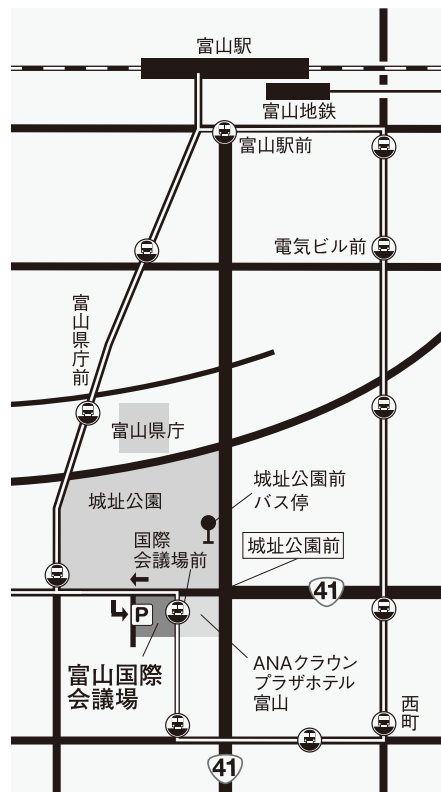 富山駅
富山地鉄
富山駅前
電気ビル前
富山県庁前
富山県庁
城址公園
城址公園前
バス停
国際
会議場前
城址公園前
41
P
富山国際
会議場
ANAクラウン
プラザホテル
富山
西町
41